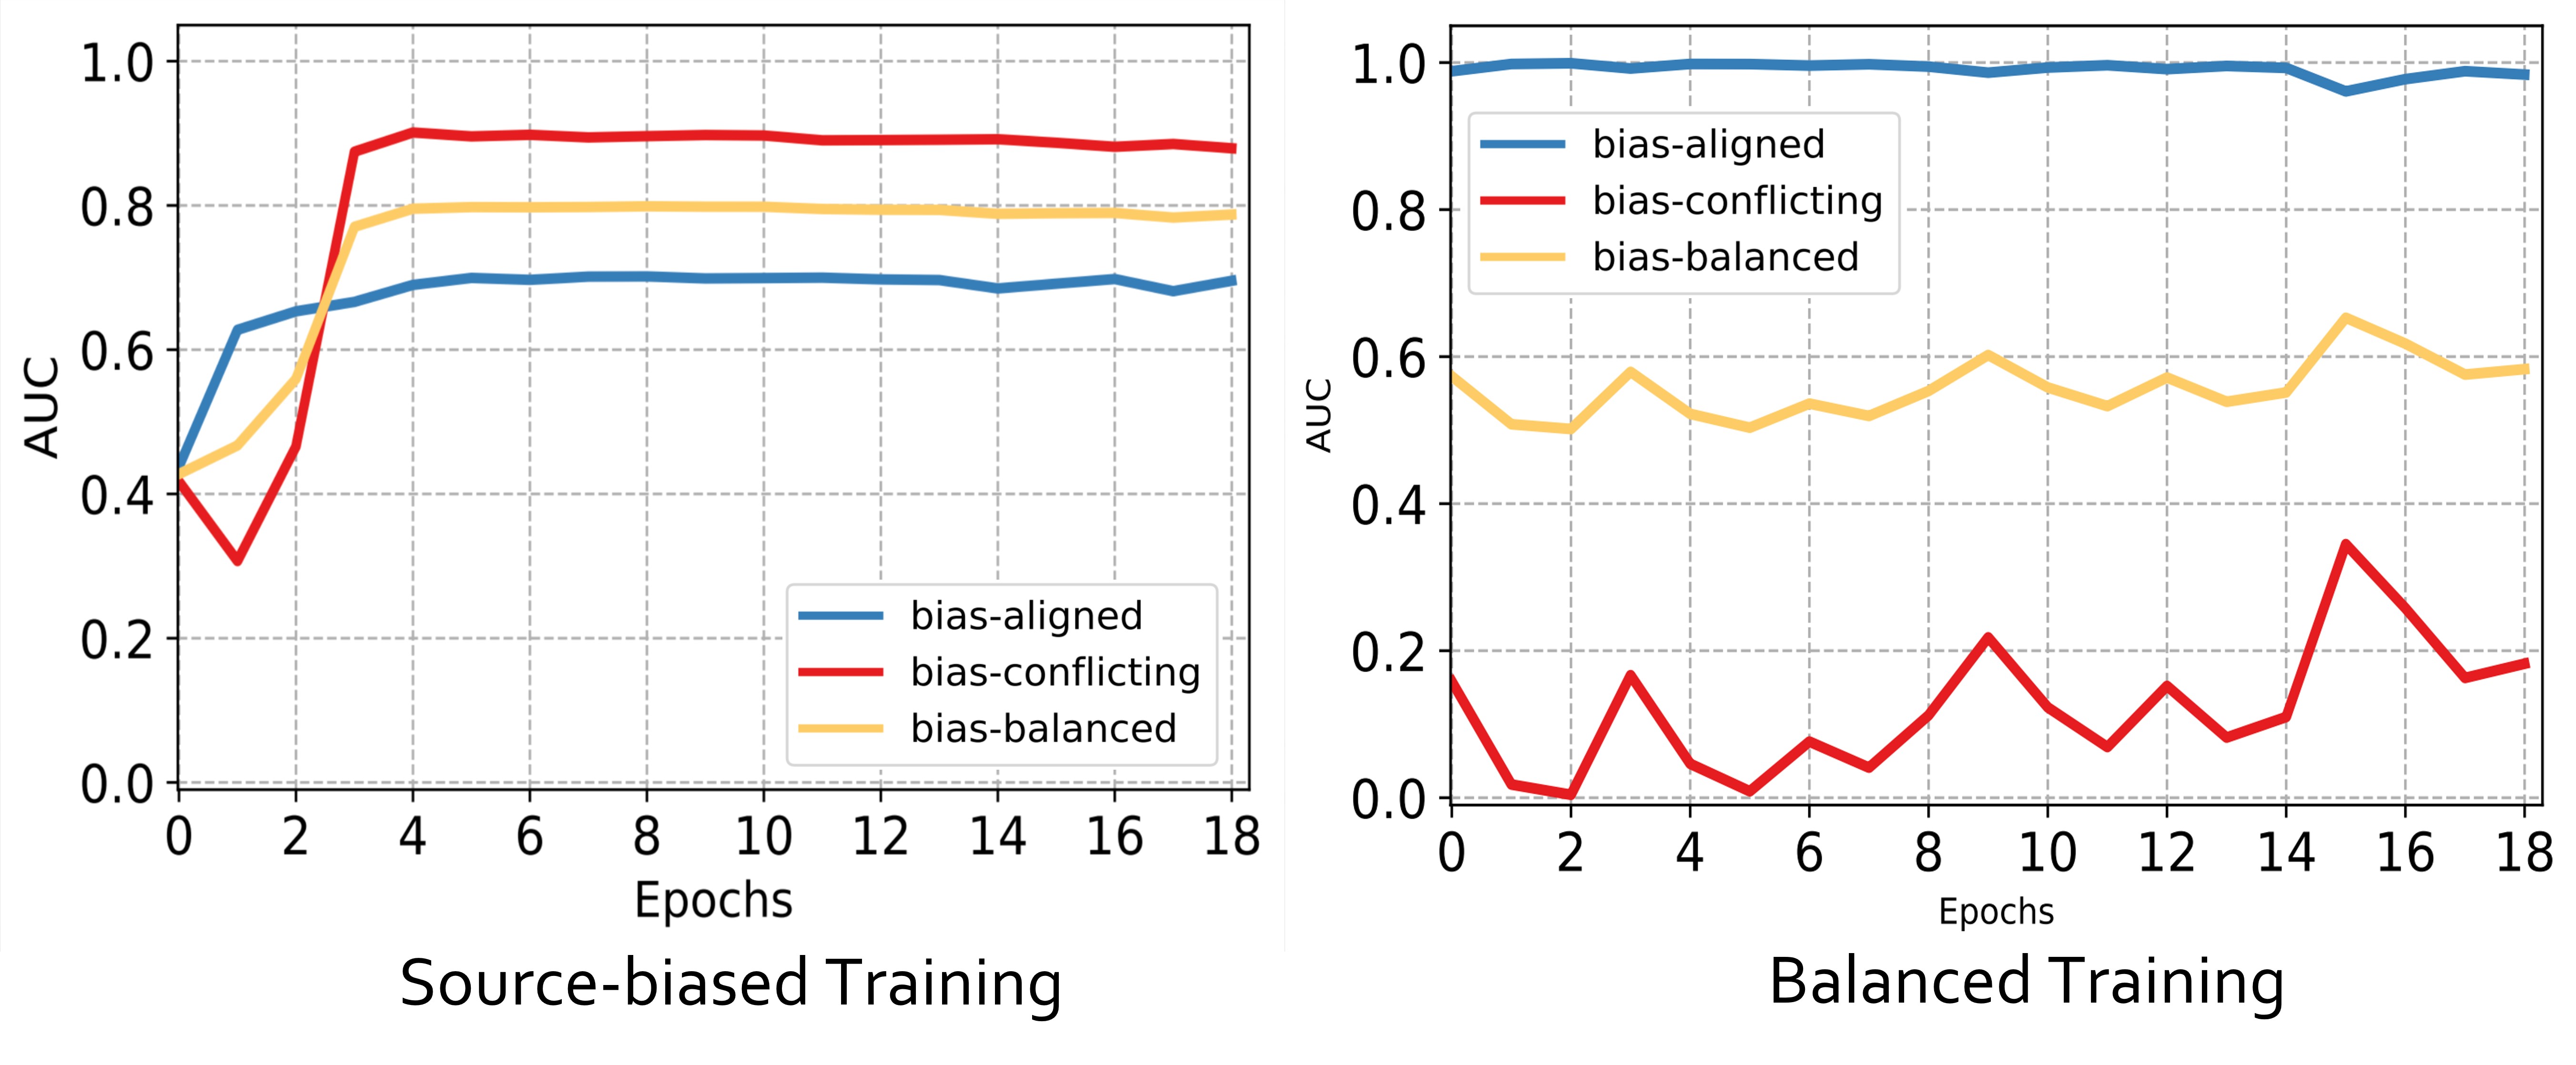 1.0
0.8
0.6
0.4
0.2
0.0
AUC
0 2 4 6 8 10 12 14 16 18
Epochs
bias-aligned
bias-conflicting
bias-balanced
Source-biased Training
1.0
0.8
0.6
0.4
0.2
0.0
AUC
0 2 4 6 8 10 12 14 16 18
Epochs
bias-aligned
bias-conflicting
bias-balanced
Balanced Training